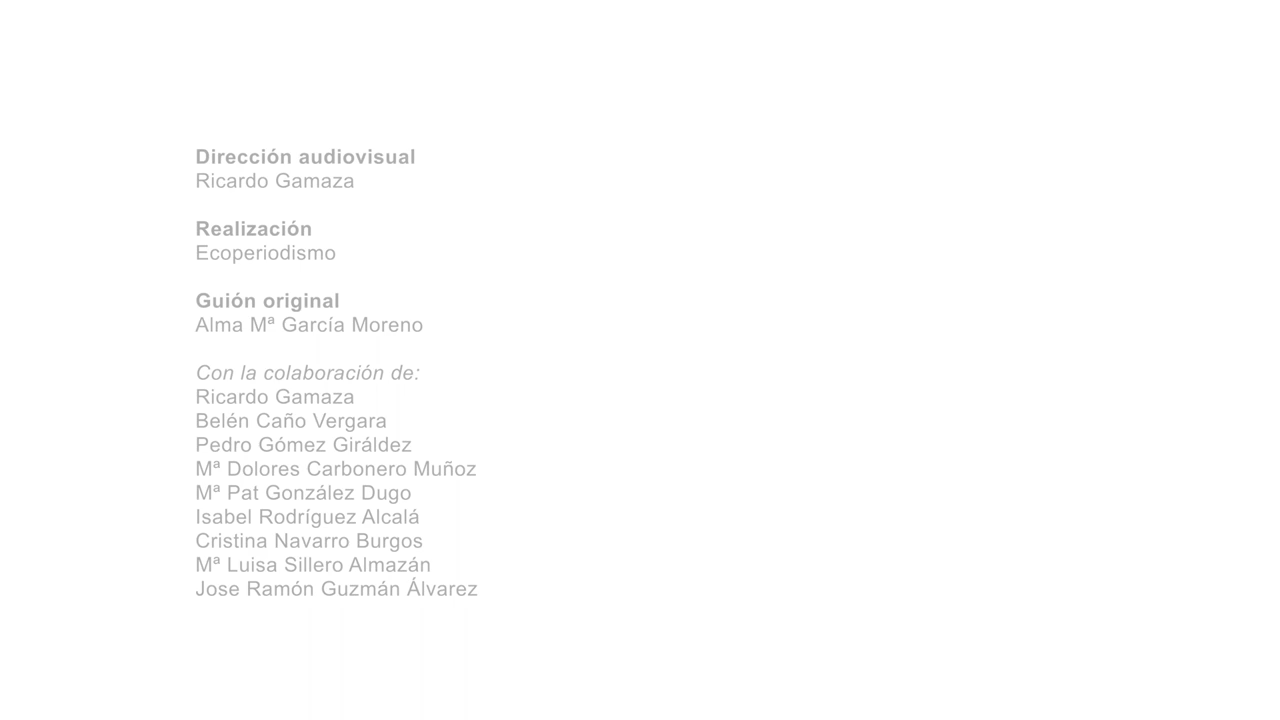 Dirección audiovisual
Ricardo Gamaza
Realización
Ecoperiodismo
Guión original
Alma Mª García Moreno
Con la colaboración de:
Ricardo Gamaza
Belén Caño Vergara
Pedro Gómez Giráldez
Mª Dolores Carbonero Muñoz
Mª Pat González Dugo
Isabel Rodríguez Alcalá
Cristina Navarro Burgos
Mª Luisa Sillero Almazán
Jose Ramón Guzmán Álvarez